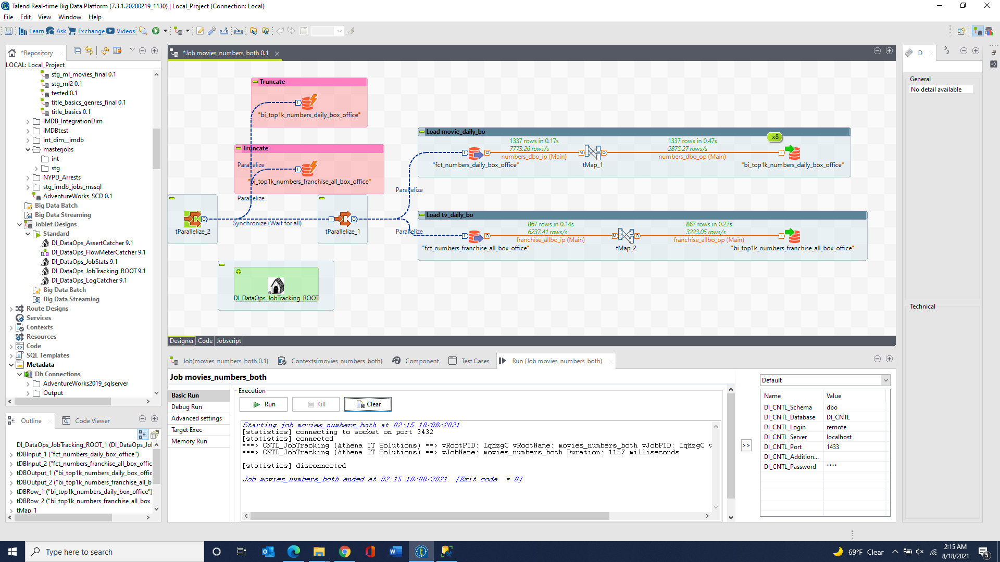 Talend Real-time Big Data Platform (7.3.1.20200219_1130) | Local_Project (Connection: Local)
File Edit View Window Help
Learn Ask Exchange Videos
*Repository
LOCAL: Local_Project
stg_ml_movies_final 0.1
stg_ml2 0.1
tested 0.1
title_basics_genres_final 0.1
title_basics 0.1
IMDB_IntegrationDim
IMDBtest
int_dim__imdb
masterjobs
int
stg
NYPD_Arrests
stg_imdb_jobs_mssql
AdventureWorks_SCD 0.1
Big Data Batch
Big Data Streaming
Joblet Designs
Standard
DI_DataOps_AssertCatcher 9.1
DI_DataOps_FlowMeterCatcher 9.1
DI_DataOps_JobStats 9.1
DI_DataOps_JobTracking_ROOT 9.1
DI_DataOps_LogCatcher 9.1
Big Data Batch
Big Data Streaming
Route Designs
Services
Contexts
Resources
Code
SQL Templates
Metadata
Db Connections
AdventureWorks2019_sqlserver
Output
Outline Code Viewer
DI_DataOps_JobTracking_ROOT_1 (DI_DataOps_Jol
tDBInput_1 ("fct_numbers_daily_box_office")
tDBInput_2 ("fct_numbers_franchise_all_box_offic
tDBOutput_1 ("bi_top1k_numbers_daily_box_offic
tDBOutput_2 ("bi_top1k_numbers_franchise_all_b
tDBRow_1 ("bi_top1k_numbers_daily_box_office")
tDBRow_2 ("bi_top1k_numbers_franchise_all_box_
tMap_1
*Job movies_numbers_both 0.1
Truncate
"bi_top1k_numbers_daily_box_office"
Truncate
Parallelize
"bi_top1k_numbers_franchise_all_box_office"
Parallelize
tParallelize_2
Synchronize (Wait for all)
tParallelize_1
Parallelize
Parallelize
Load movie_daily_bo
x8
1337 rows in 0.17s
7773.26 rows/s
numbers_dbo_ip (Main)
1337 rows in 0.47s
2875.27 rows/s
numbers_dbo_op (Main)
"fct_numbers_daily_box_office"
tMap_1
"bi_top1k_numbers_daily_box_office"
Load tv_daily_bo
867 rows in 0.14s
6237.41 rows/s
franchise_allbo_ip (Main)
867 rows in 0.27s
3223.05 rows/s
franchise_allbo_op (Main)
"fct_numbers_franchise_all_box_office"
tMap_2
"bi_top1k_numbers_franchise_all_box_office"
DI_DataOps_JobTracking_ROOT
Designer Code Jobscript
Job(movies_numbers_both 0.1) Contexts(movies_numbers_both) Component Test Cases Run (Job movies_numbers_both)
Job movies_numbers_both
Basic Run
Debug Run
Advanced settings
Target Exec
Memory Run
Execution
Run Kill Clear
Starting job movies_numbers_both at 02:15 18/08/2021.
[statistics] connecting to socket on port 3432
[statistics] connected
===> CNTL_JobTracking (Athena IT Solutions) ==> vRootPID: LqMzgC vRootName: movies_numbers_both vJobPID: LqMzgC v
===> CNTL_JobTracking (Athena IT Solutions) ==> vJobName: movies_numbers_both Duration: 1157 milliseconds
[statistics] disconnected
Job movies_numbers_both ended at 02:15 18/08/2021. [Exit code = 0]
>>
Default
Name Value
DI_CNTL_Schema dbo
DI_CNTL_Database DI_CNTL
DI_CNTL_Login remote
DI_CNTL_Server localhost
DI_CNTL_Port 1433
DI_CNTL_Addition...
DI_CNTL_Password ****
D
2
General
No detail available
Technical
Type here to search
69°F Clear
2:15 AM
8/18/2021
5